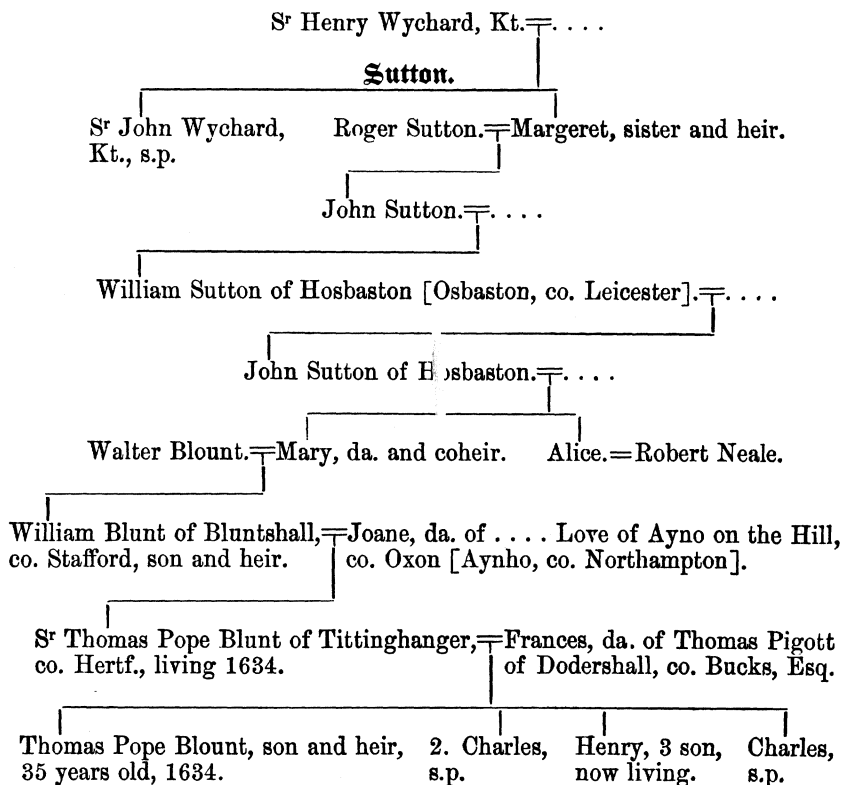 Sʳ Henry Wychard, Kt.╤. . . .
Sutton.
Sʳ John Wychard,
Kt., s.p.
Roger Sutton.╤Margeret, sister and heir.
John Sutton.╤. . . .
William Sutton of Hosbaston [Osbaston, co. Leicester].╤. . . .
John Sutton of Hosbaston.╤. . . .
Walter Blount.╤Mary, da. and coheir.
Alice.=Robert Neale.
William Blunt of Bluntshall,╤
co. Stafford, son and heir.
Joane, da. of . . . . Love of Ayno on the Hill,
co. Oxon [Aynho, co. Northampton].
Sʳ Thomas Pope Blunt of Tittinghanger,╤
co. Hertf., living 1634.
Frances, da. of Thomas Pigott
of Dodershall, co. Bucks, Esq.
Thomas Pope Blount, son and heir,
35 years old, 1634.
2. Charles,
s.p.
Henry, 3 son,
now living.
Charles,
s.p.